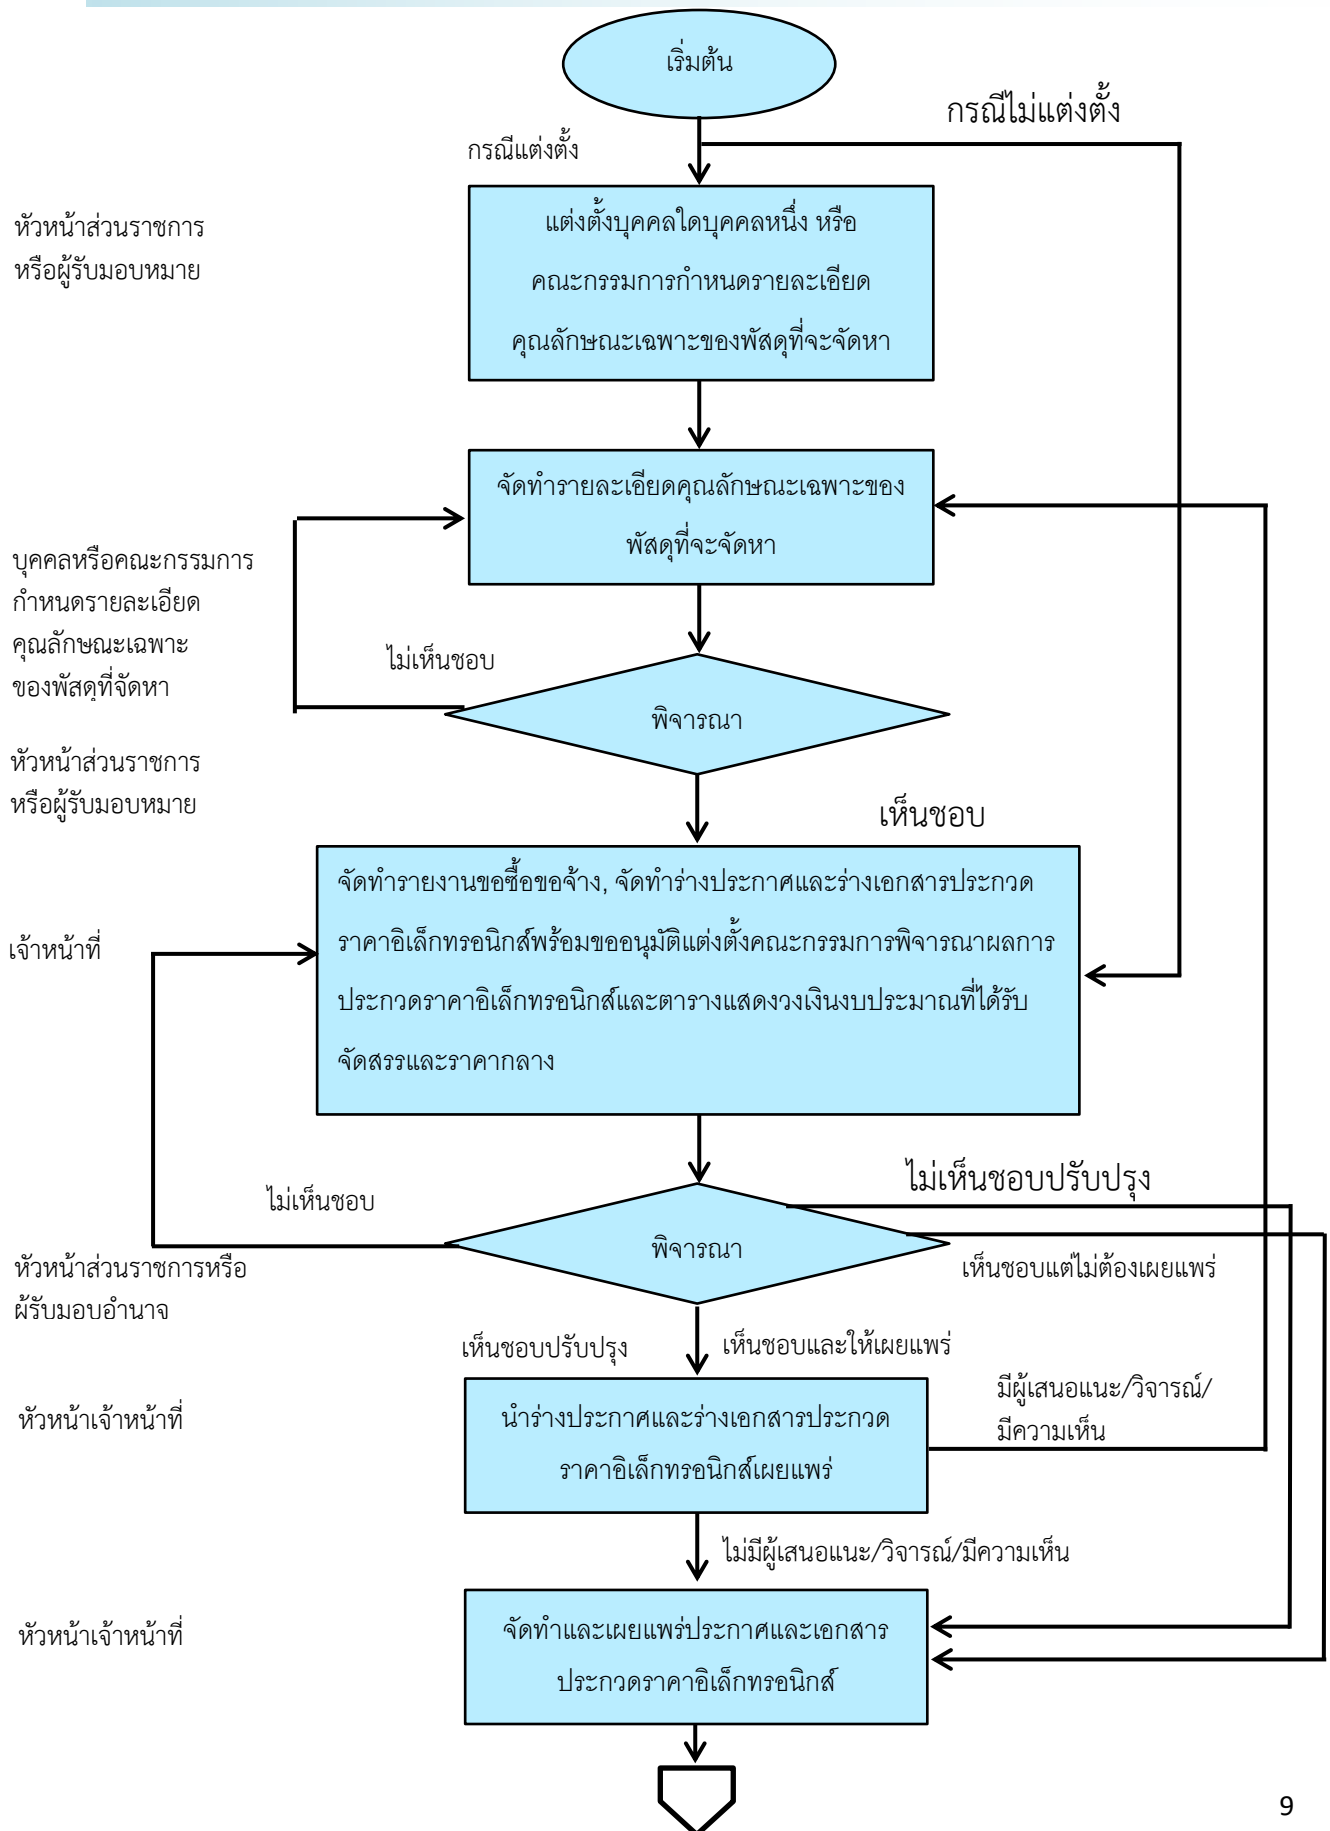 เริ่มต้น
กรณีไม่แต่งตั้ง
กรณีแต่งตั้ง
หัวหน้าส่วนราชการ
หรือผู้รับมอบหมาย
แต่งตั้งบุคคลใดบุคคลหนึ่ง หรือ
คณะกรรมการกำหนดรายละเอียด
คุณลักษณะเฉพาะของพัสดุที่จะจัดหา
จัดทำรายละเอียดคุณลักษณะเฉพาะของ
พัสดุที่จะจัดหา
บุคคลหรือคณะกรรมการ
กำหนดรายละเอียด
คุณลักษณะเฉพาะ
ของพัสดุที่จัดหา
ไม่เห็นชอบ
พิจารณา
หัวหน้าส่วนราชการ
หรือผู้รับมอบหมาย
เห็นชอบ
เจ้าหน้าที่
จัดทำรายงานขอซื้อขอจ้าง, จัดทำร่างประกาศและร่างเอกสารประกวด
ราคาอิเล็กทรอนิกส์พร้อมขออนุมัติแต่งตั้งคณะกรรมการพิจารณาผลการ
ประกวดราคาอิเล็กทรอนิกส์และตารางแสดงวงเงินงบประมาณที่ได้รับ
จัดสรรและราคากลาง
ไม่เห็นชอบปรับปรุง
ไม่เห็นชอบ
พิจารณา
เห็นชอบแต่ไม่ต้องเผยแพร่
หัวหน้าส่วนราชการหรือ
ผู้รับมอบอำนาจ
เห็นชอบปรับปรุง
เห็นชอบและให้เผยแพร่
มีผู้เสนอแนะ/วิจารณ์/
มีความเห็น
หัวหน้าเจ้าหน้าที่
นำร่างประกาศและร่างเอกสารประกวด
ราคาอิเล็กทรอนิกส์เผยแพร่
ไม่มีผู้เสนอแนะ/วิจารณ์/มีความเห็น
หัวหน้าเจ้าหน้าที่
จัดทำและเผยแพร่ประกาศและเอกสาร
ประกวดราคาอิเล็กทรอนิกส์
9